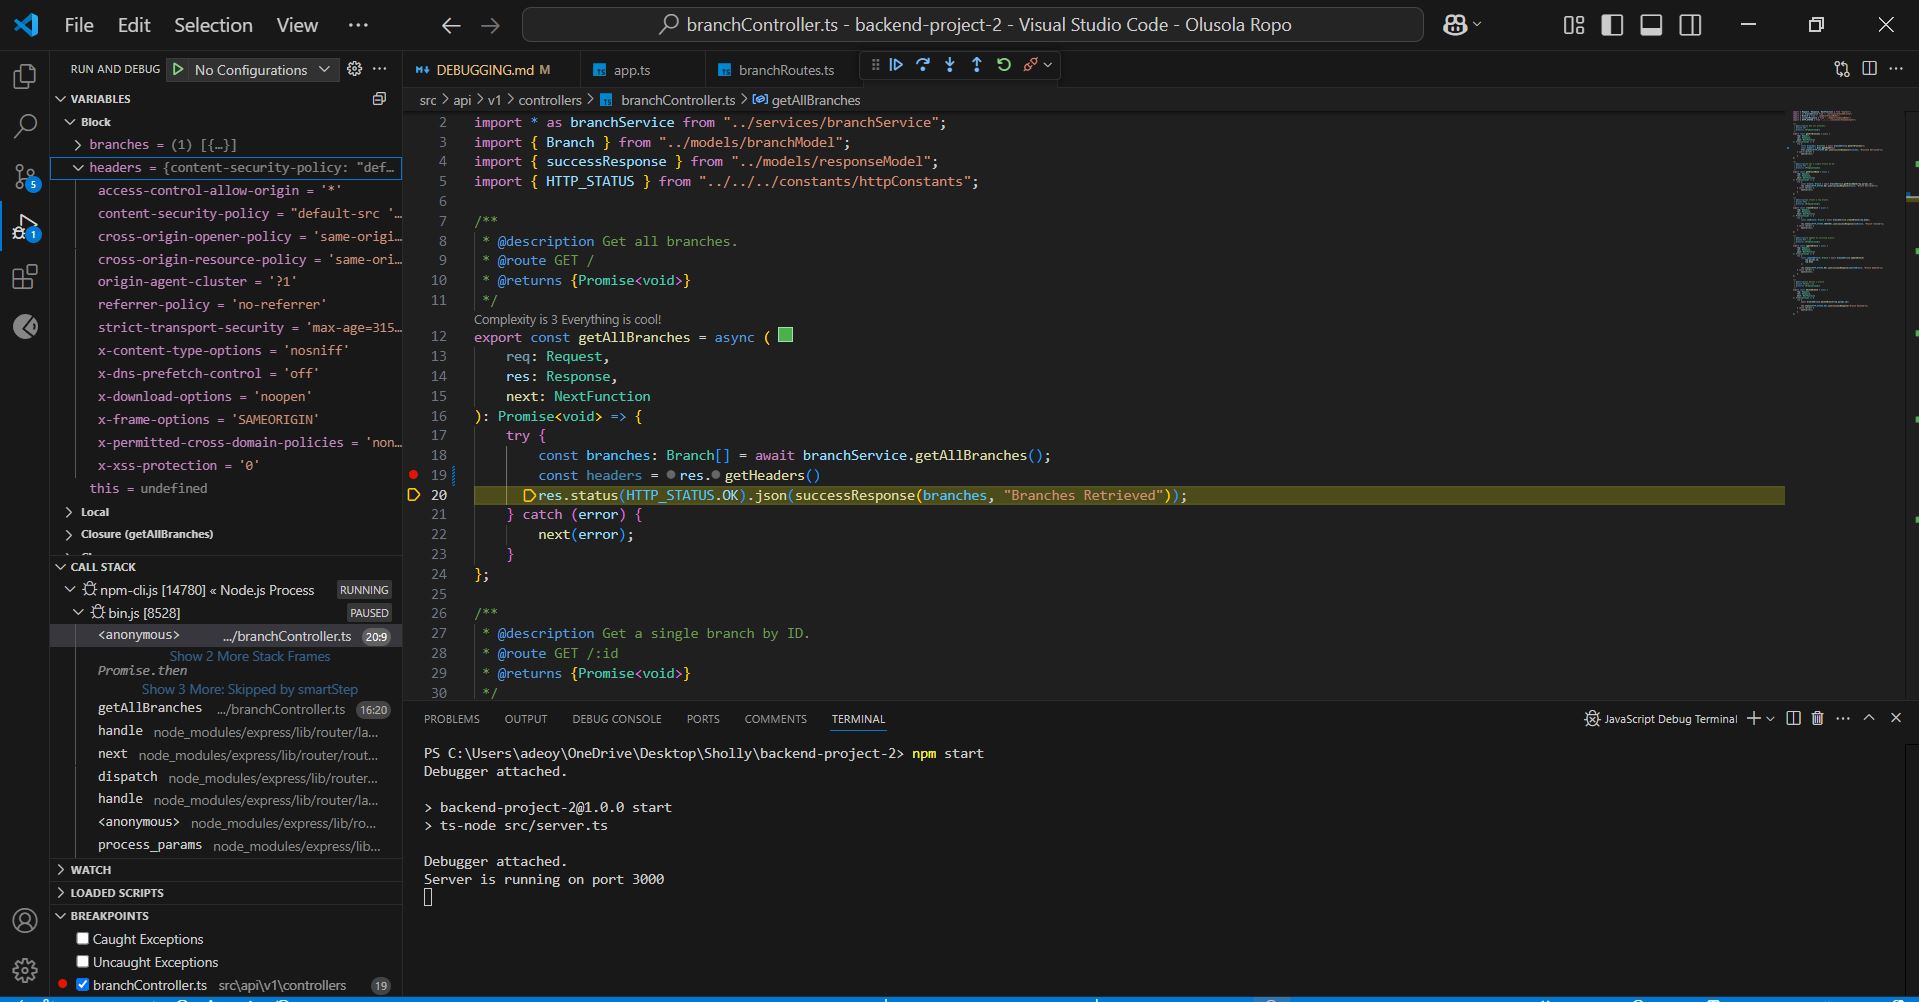 File Edit Selection View ··· branchController.ts - backend-project-2 - Visual Studio Code - Olusola Ropo
RUN AND DEBUG No Configurations ···
VARIABLES
Block
branches = (1) [{…}]
headers = {content-security-policy: "def…
access-control-allow-origin = '*'
content-security-policy = "default-src '…
cross-origin-opener-policy = 'same-origi…
cross-origin-resource-policy = 'same-ori…
origin-agent-cluster = '?1'
referrer-policy = 'no-referrer'
strict-transport-security = 'max-age=315…
x-content-type-options = 'nosniff'
x-dns-prefetch-control = 'off'
x-download-options = 'noopen'
x-frame-options = 'SAMEORIGIN'
x-permitted-cross-domain-policies = 'non…
x-xss-protection = '0'
this = undefined
Local
Closure (getAllBranches)
CALL STACK
npm-cli.js [14780] « Node.js Process RUNNING
bin.js [8528] PAUSED
<anonymous> .../branchController.ts 20:9
Show 2 More Stack Frames
Promise.then
Show 3 More: Skipped by smartStep
getAllBranches .../branchController.ts 16:20
handle node_modules/express/lib/router/la...
next node_modules/express/lib/router/rout...
dispatch node_modules/express/lib/router...
handle node_modules/express/lib/router/la...
<anonymous> node_modules/express/lib/ro...
process_params node_modules/express/lib...
WATCH
LOADED SCRIPTS
BREAKPOINTS
Caught Exceptions
Uncaught Exceptions
branchController.ts src\api\v1\controllers 19
5
1
DEBUGGING.md M TS app.ts TS branchRoutes.ts
src > api > v1 > controllers > TS branchController.ts > getAllBranches
2 import * as branchService from "../services/branchService";
3 import { Branch } from "../models/branchModel";
4 import { successResponse } from "../models/responseModel";
5 import { HTTP_STATUS } from "../../../constants/httpConstants";
6
7 /**
8 * @description Get all branches.
9 * @route GET /
10 * @returns {Promise<void>}
11 */
Complexity is 3 Everything is cool!
12 export const getAllBranches = async (
13 req: Request,
14 res: Response,
15 next: NextFunction
16 ): Promise<void> => {
17 try {
18 const branches: Branch[] = await branchService.getAllBranches();
19 const headers = res.getHeaders()
20 res.status(HTTP_STATUS.OK).json(successResponse(branches, "Branches Retrieved"));
21 } catch (error) {
22 next(error);
23 }
24 };
25
26 /**
27 * @description Get a single branch by ID.
28 * @route GET /:id
29 * @returns {Promise<void>}
30 */
PROBLEMS OUTPUT DEBUG CONSOLE PORTS COMMENTS TERMINAL JavaScript Debug Terminal
PS C:\Users\adeoy\OneDrive\Desktop\Sholly\backend-project-2> npm start
Debugger attached.
> backend-project-2@1.0.0 start
> ts-node src/server.ts
Debugger attached.
Server is running on port 3000